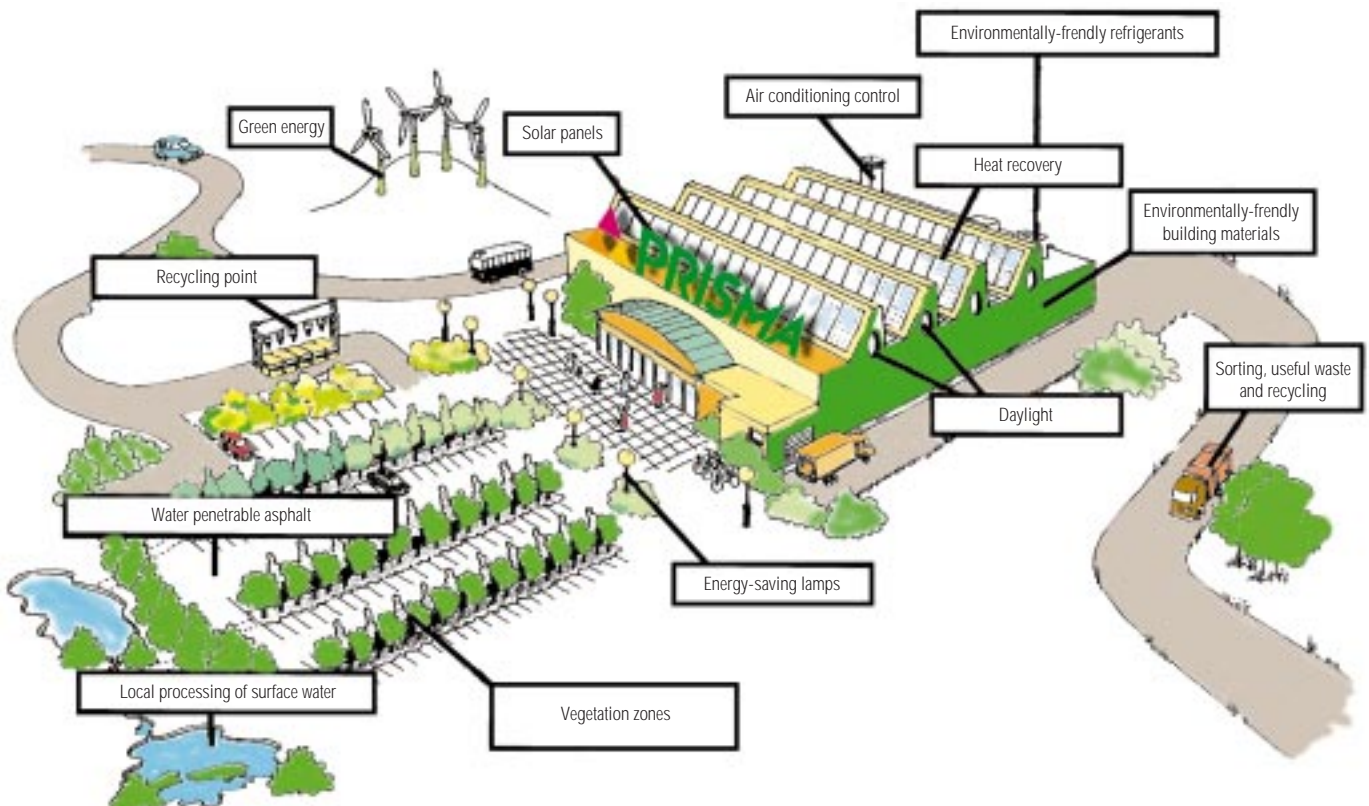 Environmentally-frendly refrigerants
Air conditioning control
Green energy
Solar panels
Heat recovery
Environmentally-frendly
building materials
Recycling point
PRISMA
Sorting, useful waste
and recycling
Daylight
Water penetrable asphalt
Energy-saving lamps
Local processing of surface water
Vegetation zones